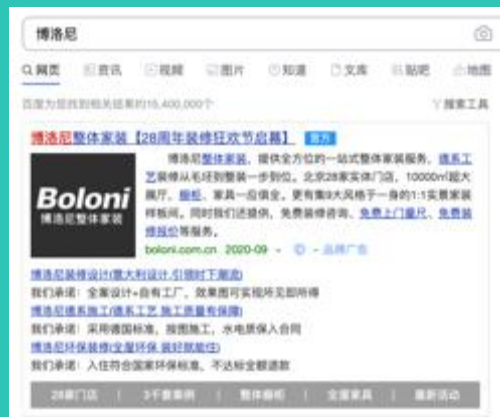 博洛尼
网页 资讯 视频 图片 知道 文库 贴吧 地图
百度为您找到相关结果约15,400,000个 搜索工具
博洛尼整体家装【28周年装修狂欢节启幕】 官方
Boloni
博洛尼整体家装
博洛尼整体家装，提供全方位的一站式整体家装服务，德系工
艺装修从毛坯到整装一步到位。北京28家实体门店，10000㎡超大
展厅，橱柜、家具一应俱全。更有集9大风格于一身的1:1实景家装
样板间。同时我们还提供，免费装修咨询、免费上门量尺、免费装
修报价等服务。
boloni.com.cn 2020-09 - 品牌广告
博洛尼装修设计(意大利设计.引领时下潮流)
我们承诺：全案设计+自有工厂，效果图可实现所见即所得
博洛尼德系施工(德系工艺 施工质量有保障)
我们承诺：采用德国标准，按图施工，水电质保入合同
博洛尼环保装修(全屋环保 装好就能住)
我们承诺：入住符合国家环保标准，不达标全额退款
28家门店 | 3千套案例 | 整体橱柜 | 全屋家具 | 最新活动